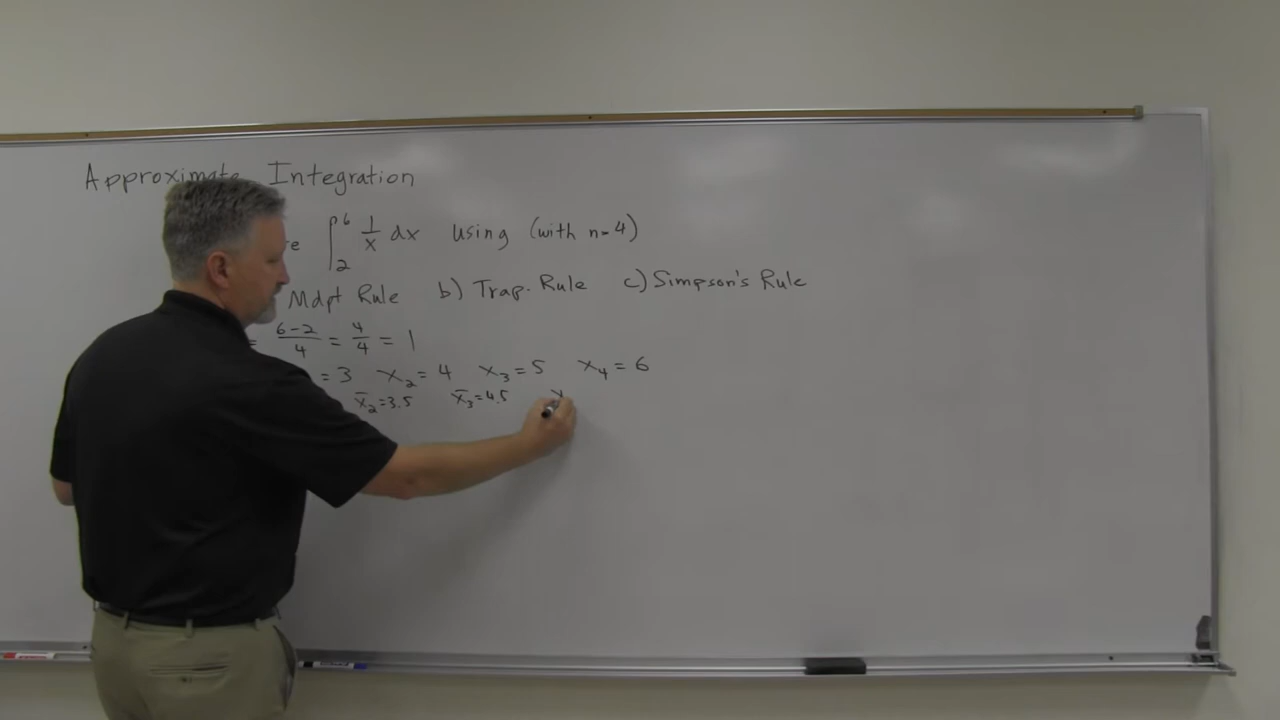 Approximate Integration
te ∫₂⁶ 1/x dx using (with n=4)
Mdpt Rule b) Trap. Rule c) Simpson's Rule
= (6-2)/4 = 4/4 = 1
= 3 x₂ = 4 x₃ = 5 x₄ = 6
x̄₂ = 3.5 x̄₃ = 4.5 x